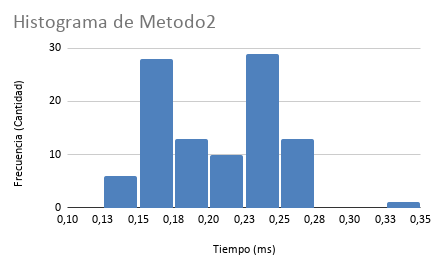 Histograma de Metodo2
Frecuencia (Cantidad)
30
20
10
0
0,10 0,13 0,15 0,18 0,20 0,23 0,25 0,28 0,30 0,33 0,35
Tiempo (ms)